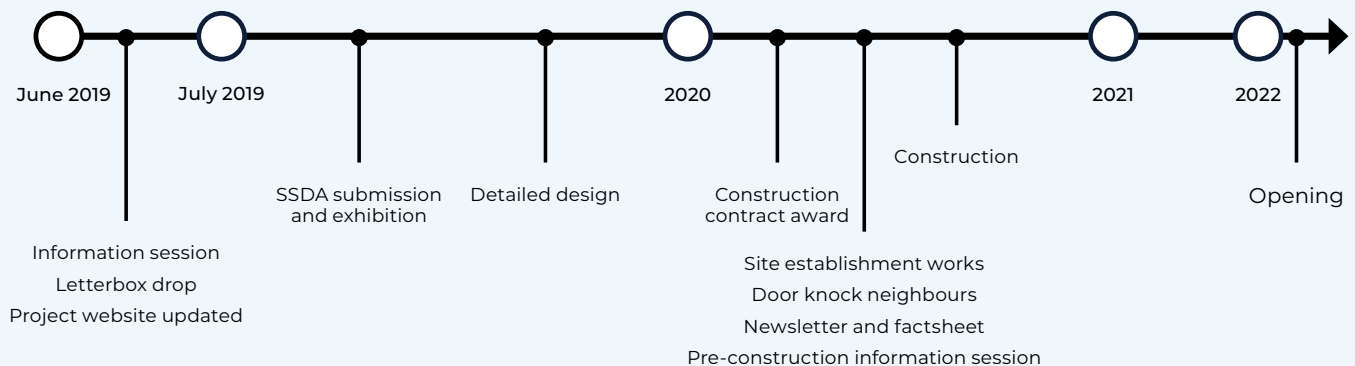 June 2019
July 2019
2020
2021
2022
Information session
Letterbox drop
Project website updated
SSDA submission
and exhibition
Detailed design
Construction
contract award
Site establishment works
Door knock neighbours
Newsletter and factsheet
Pre-construction information session
Construction
Opening